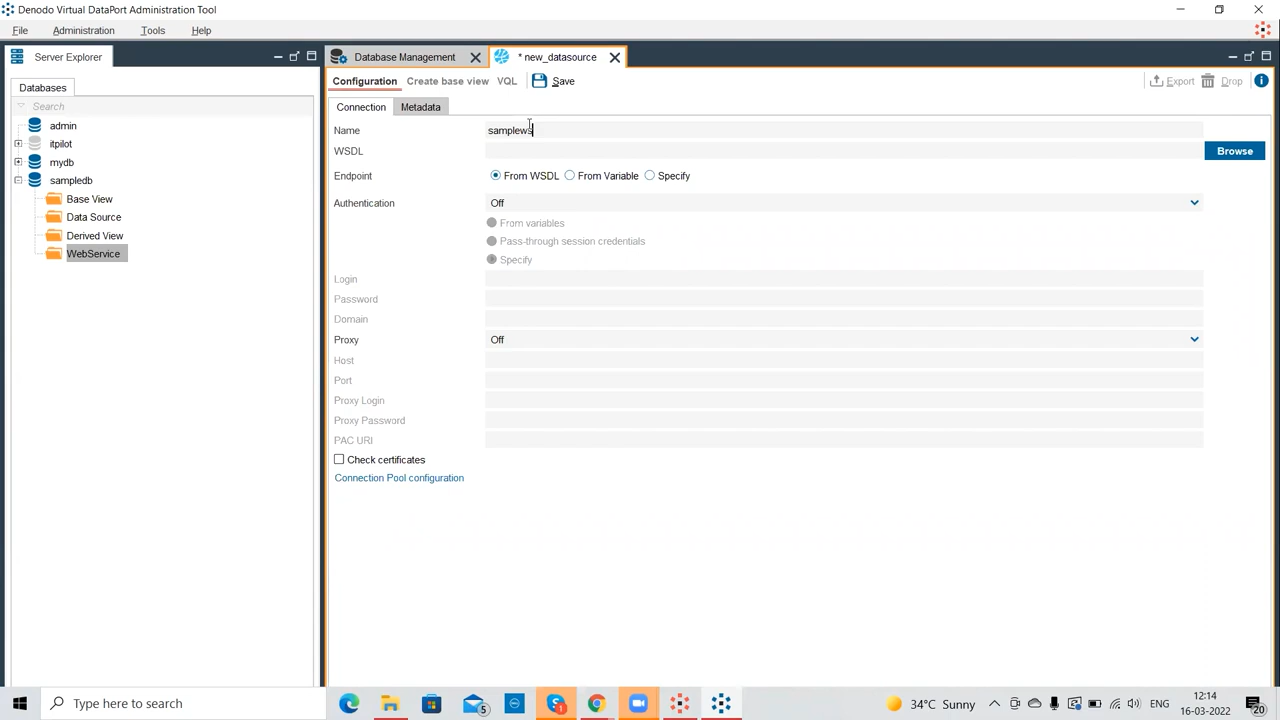 Denodo Virtual DataPort Administration Tool
File Administration Tools Help
Server Explorer
Database Management
* new_datasource
Configuration Create base view VQL Save Export Drop
Databases
Connection Metadata
Search
admin
itpilot
mydb
sampledb
Base View
Data Source
Derived View
WebService
Name samplews
WSDL Browse
Endpoint From WSDL From Variable Specify
Authentication Off
From variables
Pass-through session credentials
Specify
Login
Password
Domain
Proxy Off
Host
Port
Proxy Login
Proxy Password
PAC URI
Check certificates
Connection Pool configuration
Type here to search
5
1
34°C Sunny
ENG
12:14
16-03-2022
20